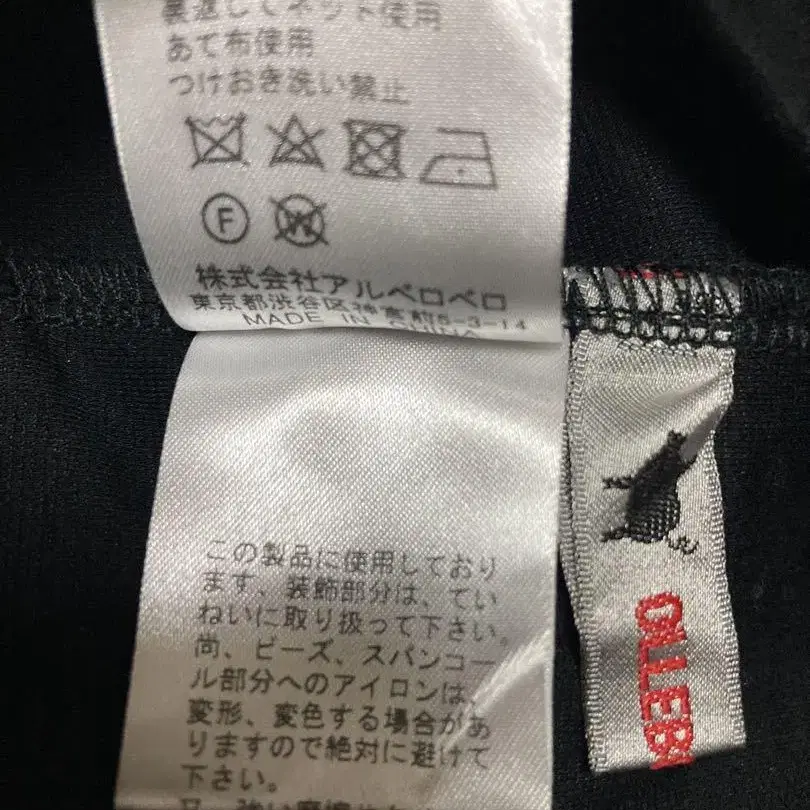 裏返してネット使用
あて布使用
つけおき洗い禁止
F
W
株式会社アルベロベロ
東京都渋谷区神宮前5-3-14
MADE IN CHINA
この製品に使用しており
ます、装飾部分は、てい
ねいに取り扱って下さい。
尚、ビーズ、スパンコー
ル部分へのアイロンは、
変形、変色する場合があ
りますので絶対に避けて
下さい。